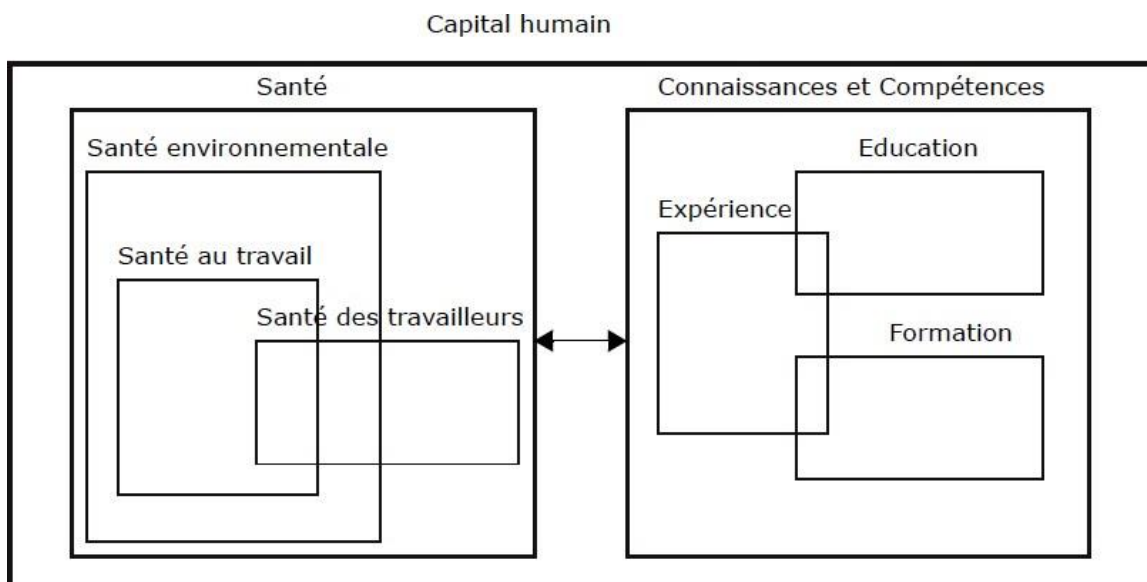 Capital humain
Santé
Connaissances et Compétences
Santé environnementale
Education
Expérience
Santé au travail
Santé des travailleurs
Formation